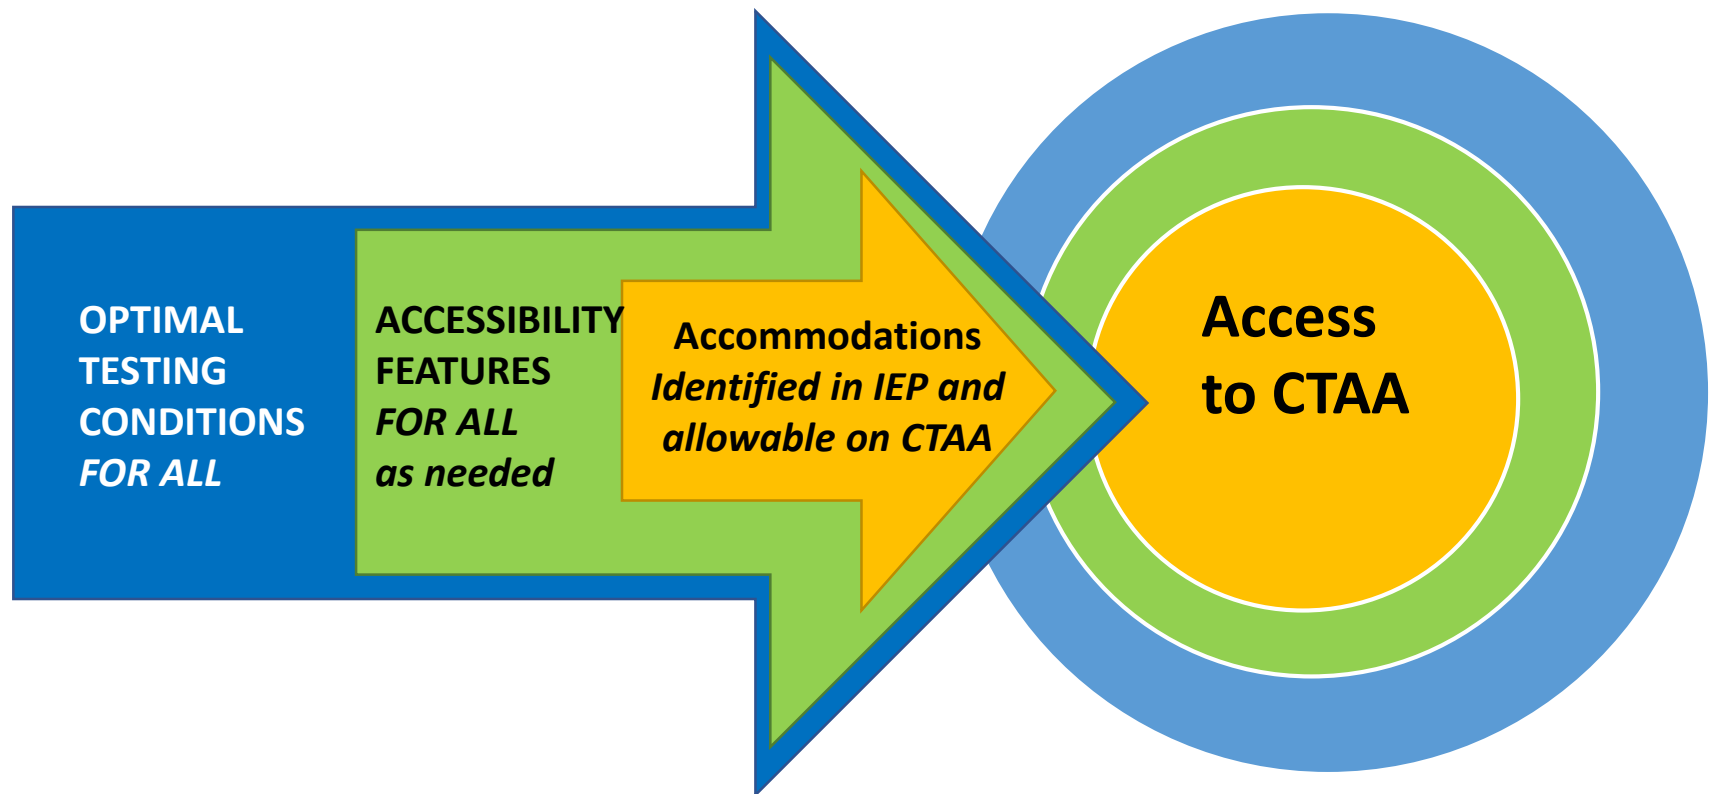 OPTIMAL
TESTING
CONDITIONS
FOR ALL
ACCESSIBILITY
FEATURES
FOR ALL
as needed
Accommodations
Identified in IEP and
allowable on CTAA
Access
to CTAA